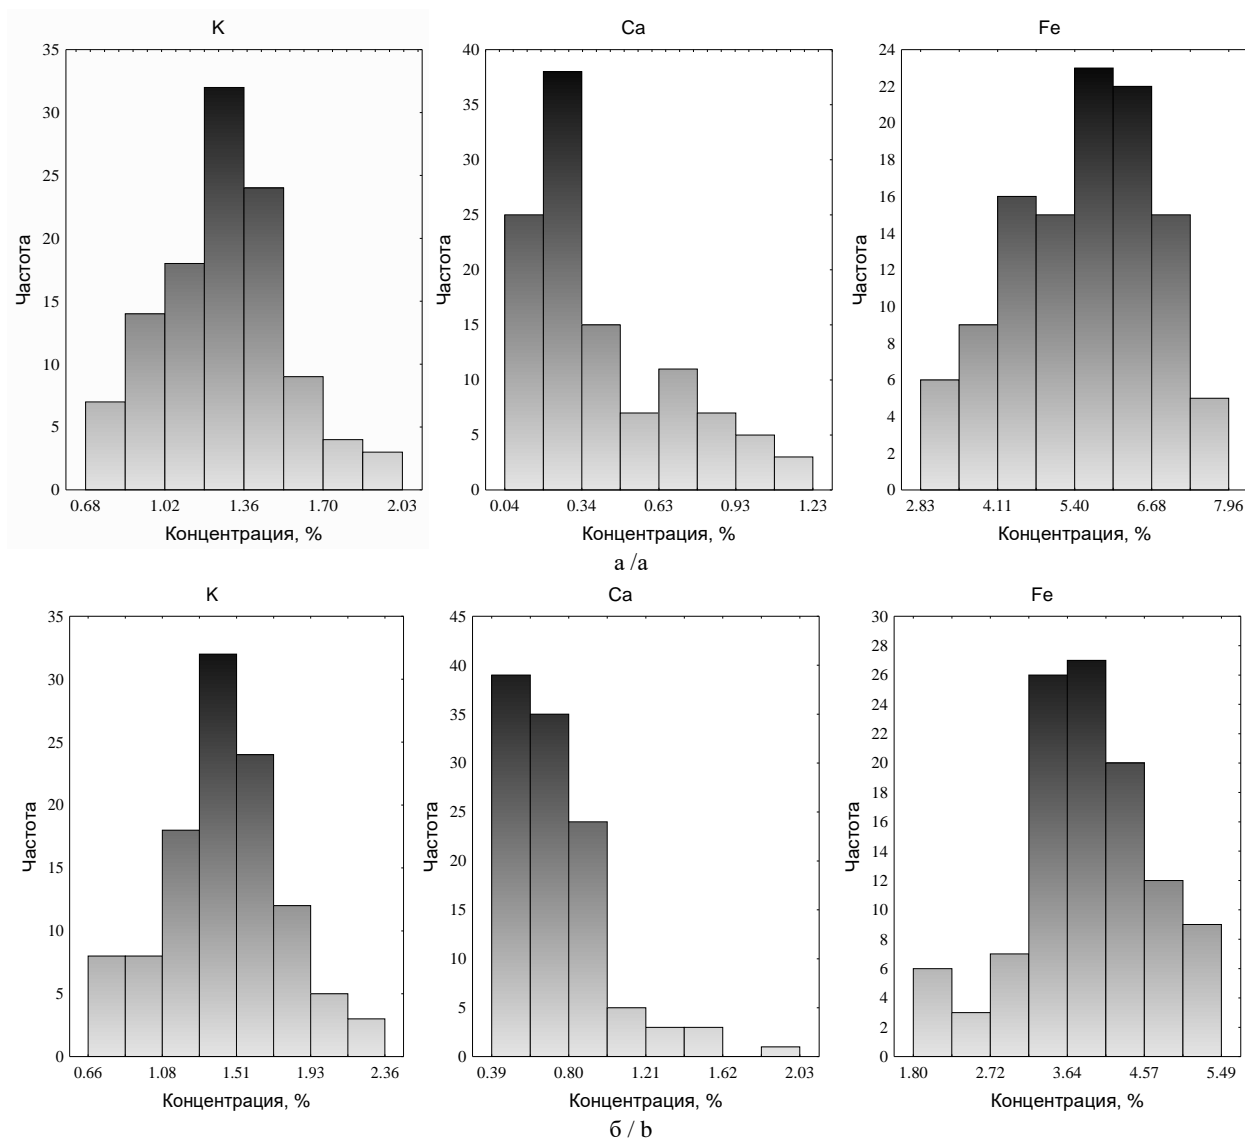 K
35
30
25
20
15
10
5
0
Частота
0.68 1.02 1.36 1.70 2.03
Концентрация, %
Ca
40
35
30
25
20
15
10
5
0
Частота
0.04 0.34 0.63 0.93 1.23
Концентрация, %
Fe
24
22
20
18
16
14
12
10
8
6
4
2
0
Частота
2.83 4.11 5.40 6.68 7.96
Концентрация, %
а /a
K
35
30
25
20
15
10
5
0
Частота
0.66 1.08 1.51 1.93 2.36
Концентрация, %
Ca
45
40
35
30
25
20
15
10
5
0
Частота
0.39 0.80 1.21 1.62 2.03
Концентрация, %
Fe
30
28
26
24
22
20
18
16
14
12
10
8
6
4
2
0
Частота
1.80 2.72 3.64 4.57 5.49
Концентрация, %
б / b